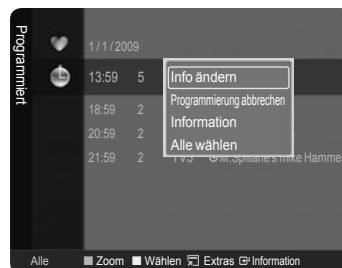 Programmiert
1 / 1 / 2009
13:59 5
Info ändern
Programmierung abbrechen
18:59 2
Information
20:59 2
Alle wählen
21:59 2 TV3 M.Spillane's mike Hamme
Alle Zoom Wählen Extras Information